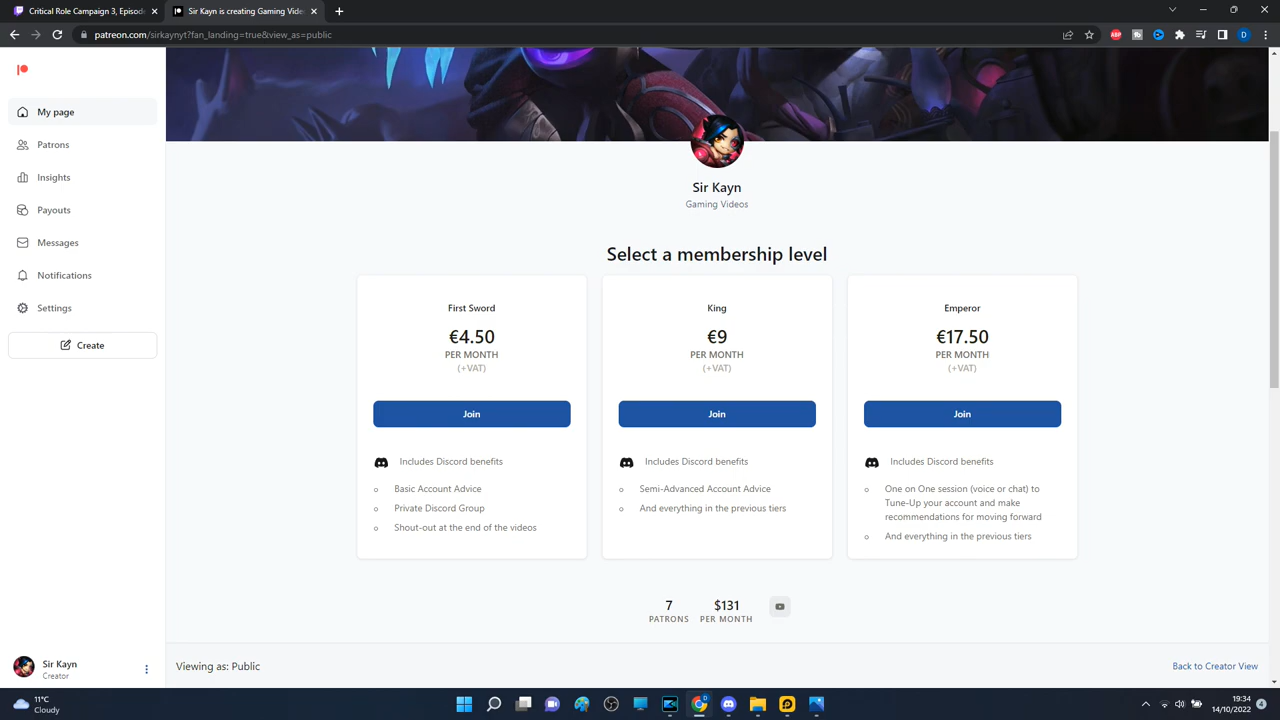 Critical Role Campaign 3, Episode
Sir Kayn is creating Gaming Video
patreon.com/sirkaynyt?fan_landing=true&view_as=public
ABP
D
My page
Patrons
Insights
Payouts
Messages
Notifications
Settings
Create
Sir Kayn
Gaming Videos
Select a membership level
First Sword
€4.50
PER MONTH
(+VAT)
Join
Includes Discord benefits
Basic Account Advice
Private Discord Group
Shout-out at the end of the videos
King
€9
PER MONTH
(+VAT)
Join
Includes Discord benefits
Semi-Advanced Account Advice
And everything in the previous tiers
Emperor
€17.50
PER MONTH
(+VAT)
Join
Includes Discord benefits
One on One session (voice or chat) to
Tune-Up your account and make
recommendations for moving forward
And everything in the previous tiers
7
PATRONS
$131
PER MONTH
Sir Kayn
Creator
Viewing as: Public
Back to Creator View
11°C
Cloudy
D
19:34
14/10/2022
4